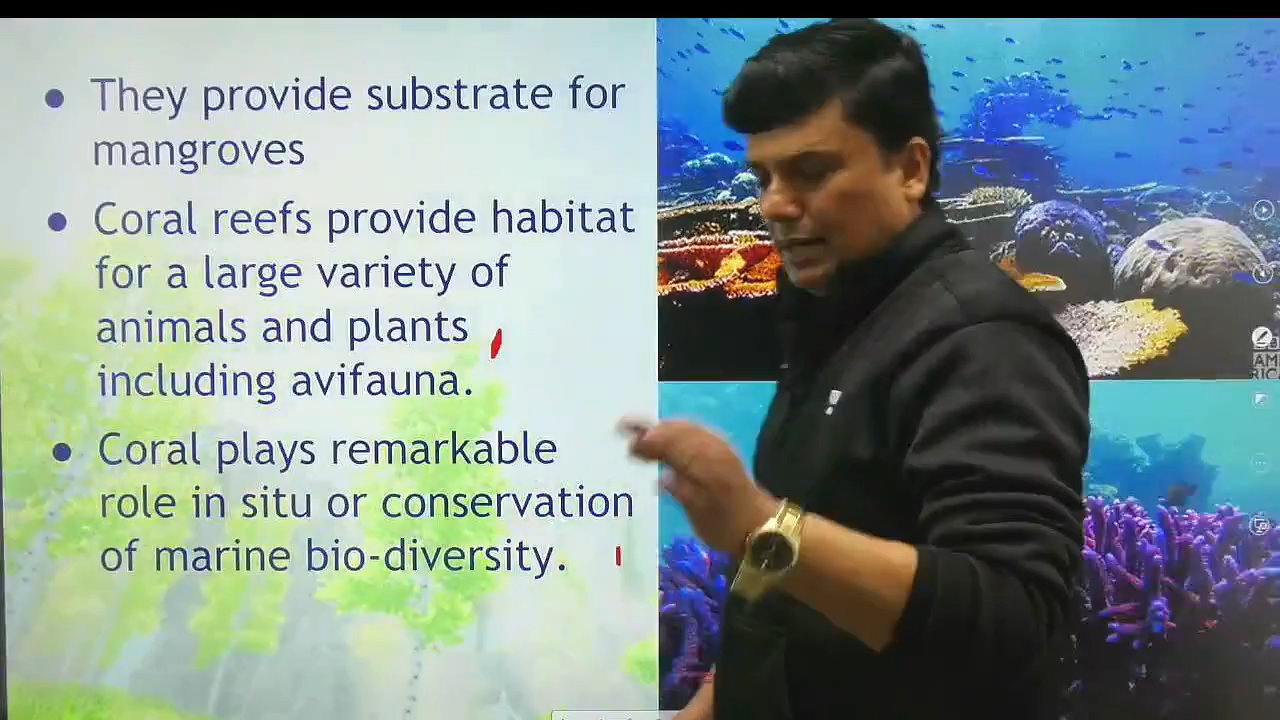 ● They provide substrate for
mangroves
● Coral reefs provide habitat
for a large variety of
animals and plants
including avifauna.
● Coral plays remarkable
role in situ or conservation
of marine bio-diversity.